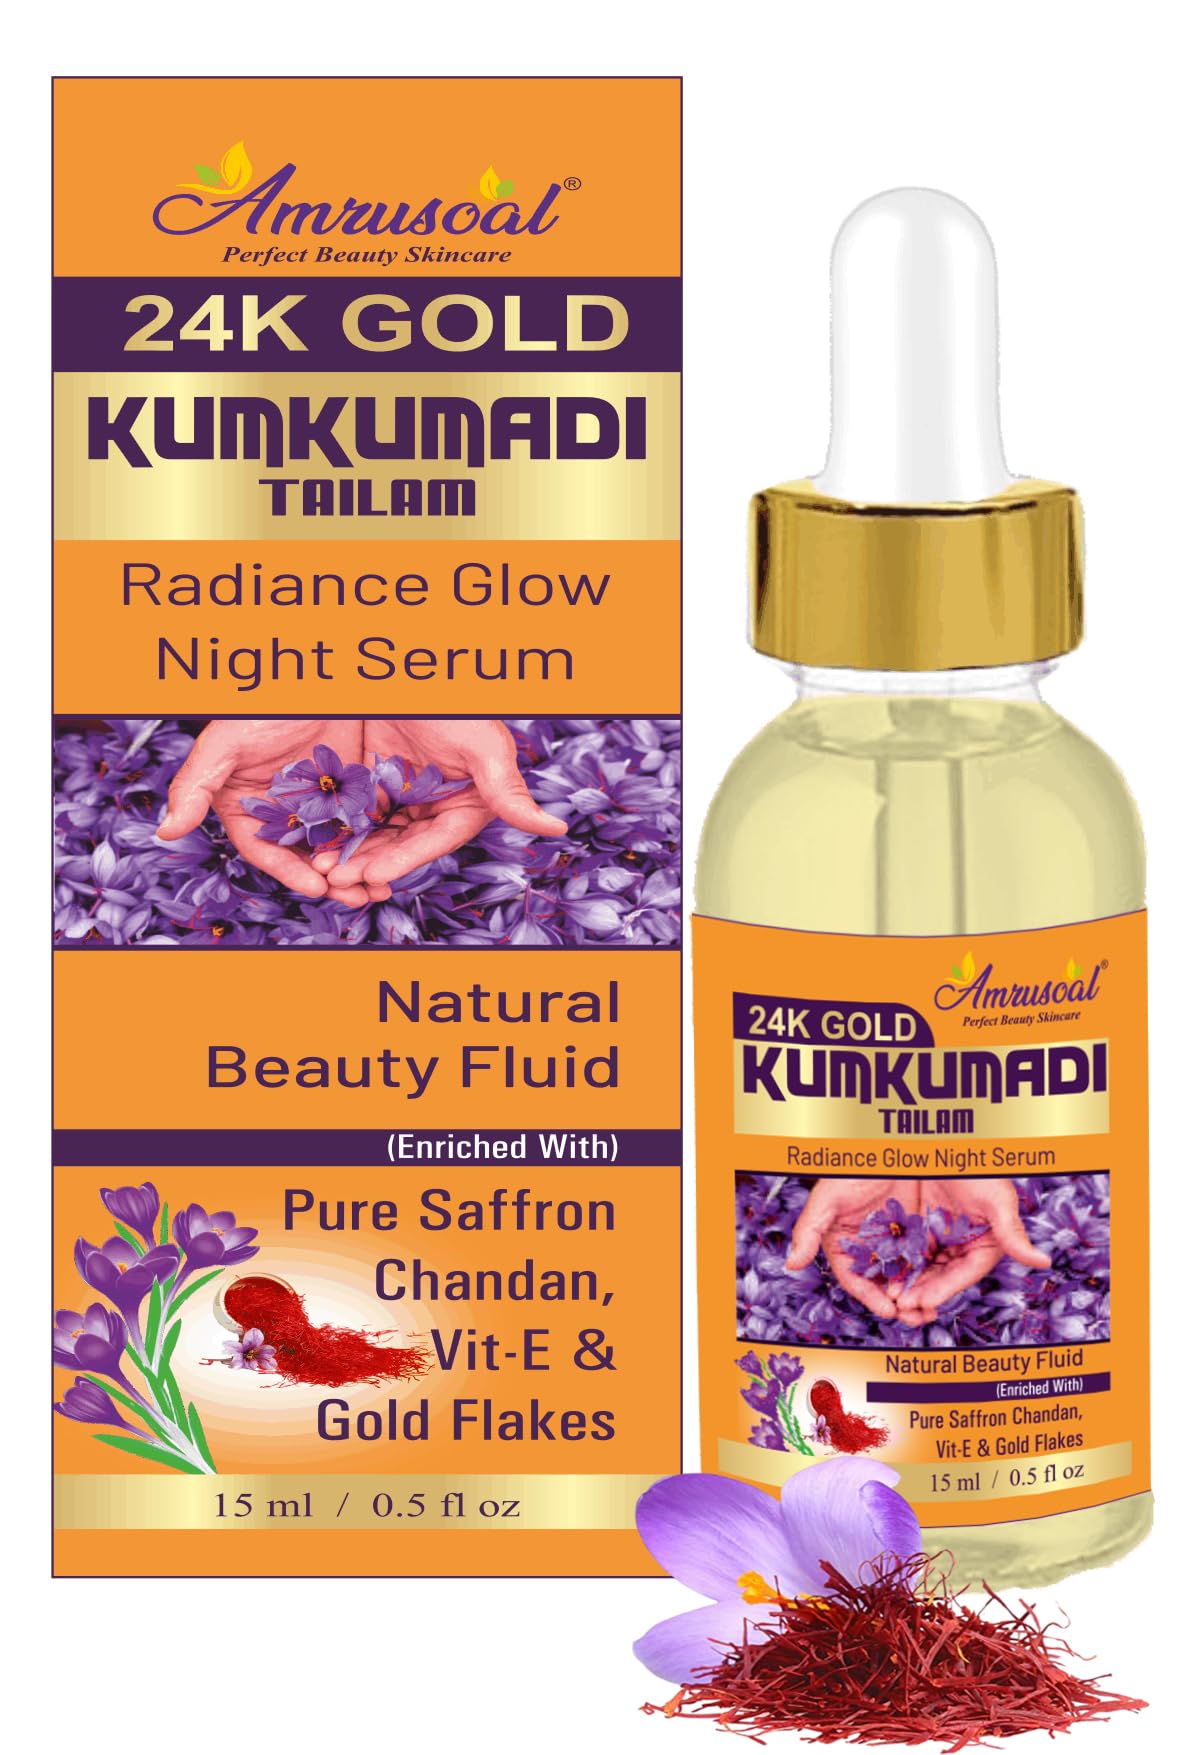 Amrusoal®
Perfect Beauty Skincare
24K GOLD
KUMKUMADI
TAILAM
Radiance Glow
Night Serum
Natural
Beauty Fluid
(Enriched With)
Pure Saffron
Chandan,
Vit-E &
Gold Flakes
15 ml / 0.5 fl oz
Amrusoal®
Perfect Beauty Skincare
24K GOLD
KUMKUMADI
TAILAM
Radiance Glow Night Serum
Natural Beauty Fluid
(Enriched With)
Pure Saffron Chandan,
Vit-E & Gold Flakes
15 ml / 0.5 fl oz